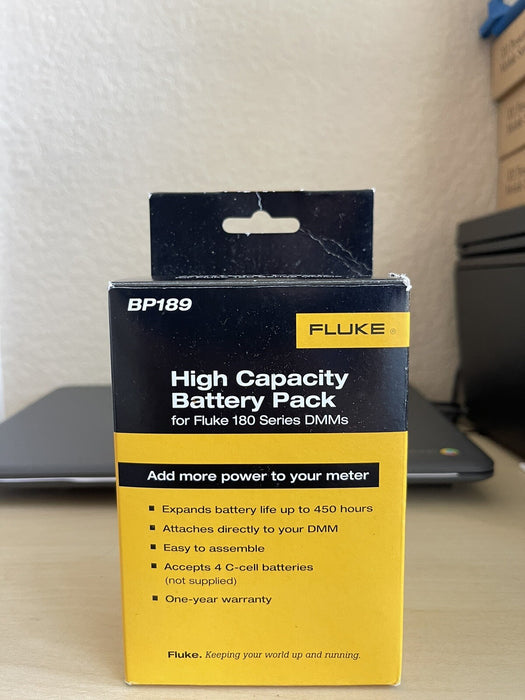 BP189
FLUKE ®
High Capacity
Battery Pack
for Fluke 180 Series DMMs
Add more power to your meter
■ Expands battery life up to 450 hours
■ Attaches directly to your DMM
■ Easy to assemble
■ Accepts 4 C-cell batteries
(not supplied)
■ One-year warranty
Fluke. Keeping your world up and running.